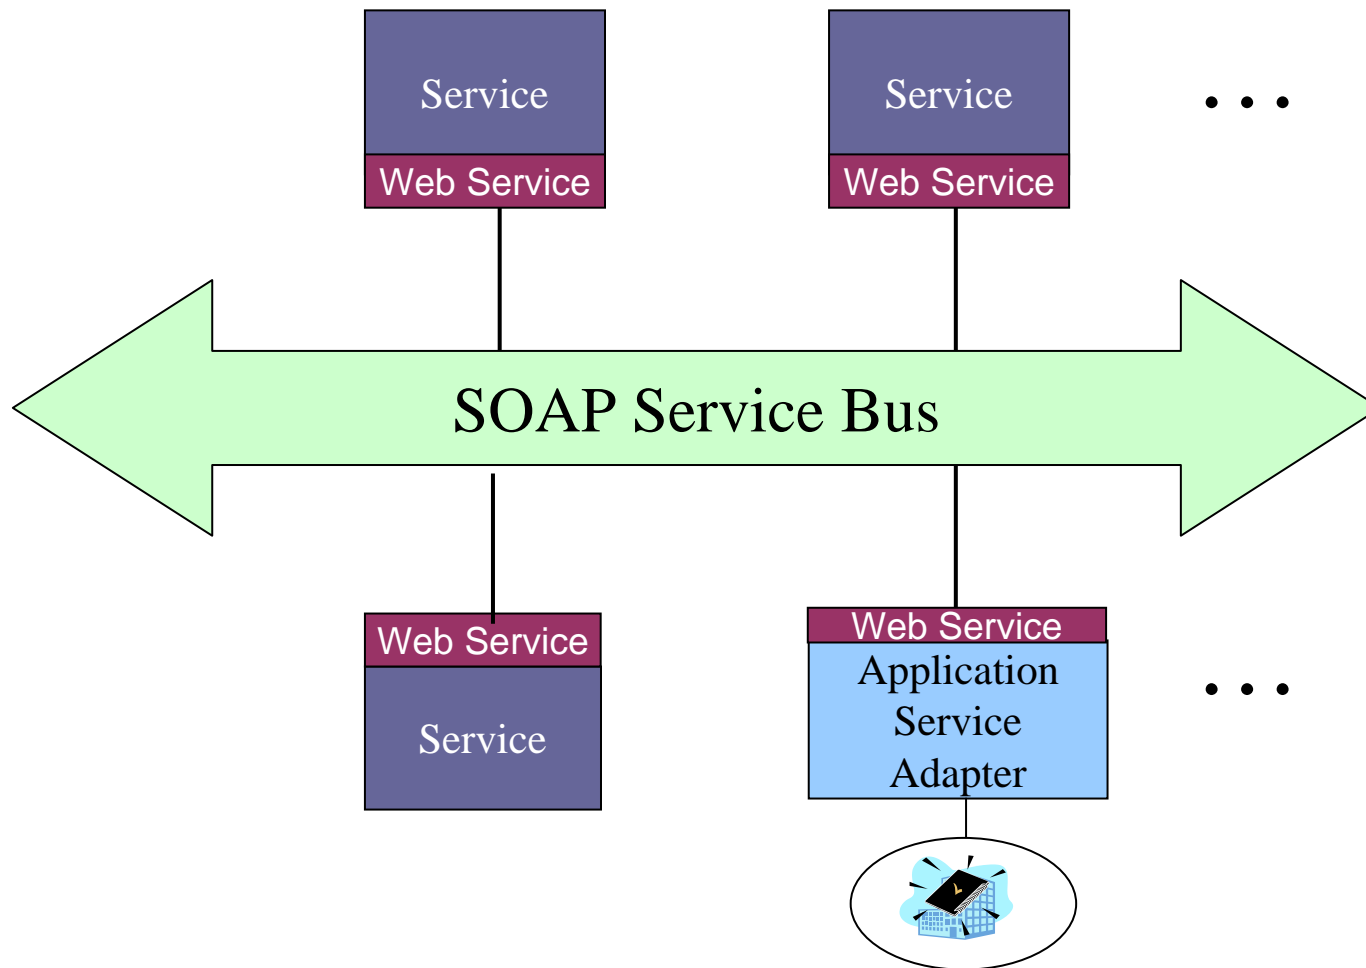 Service
Service
. . .
Web Service
Web Service
SOAP Service Bus
Web Service
Web Service
Application
Service
Adapter
. . .
Service